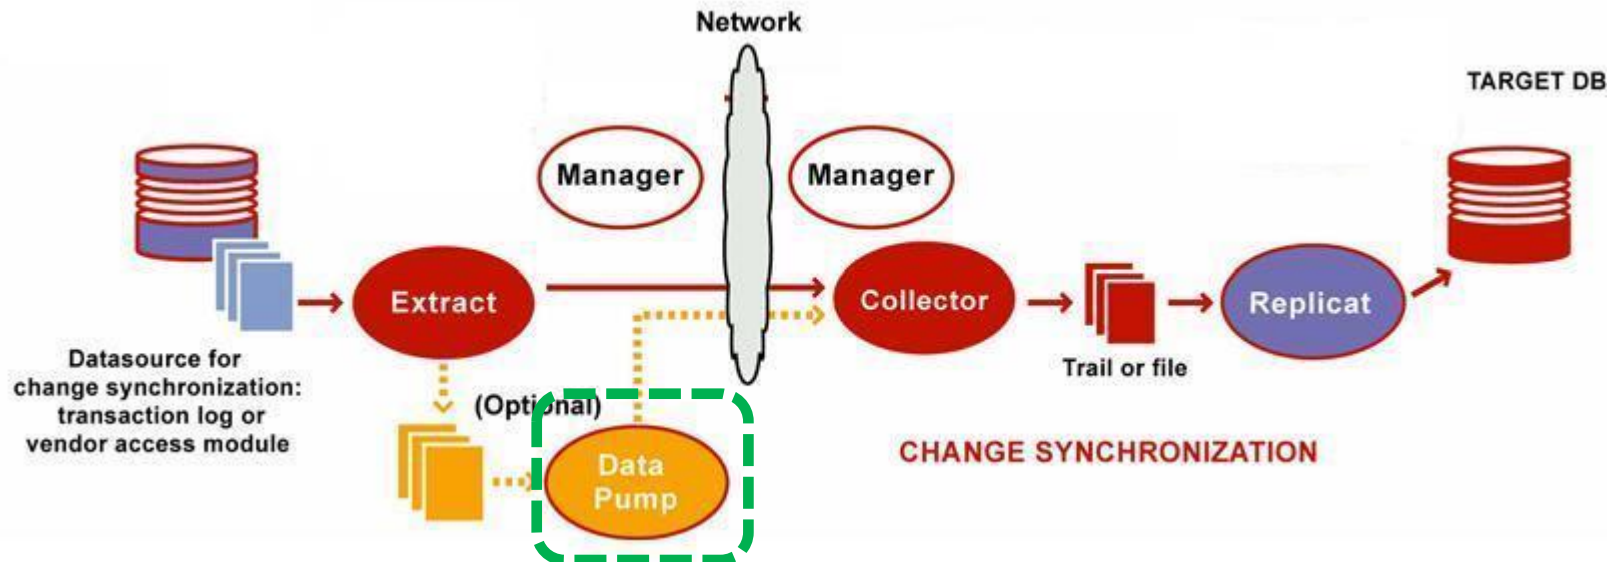 Network
TARGET DB
Manager
Manager
Extract
Collector
Replicat
Datasource for
change synchronization:
transaction log or
vendor access module
Trail or file
(Optional)
Data
Pump
CHANGE SYNCHRONIZATION